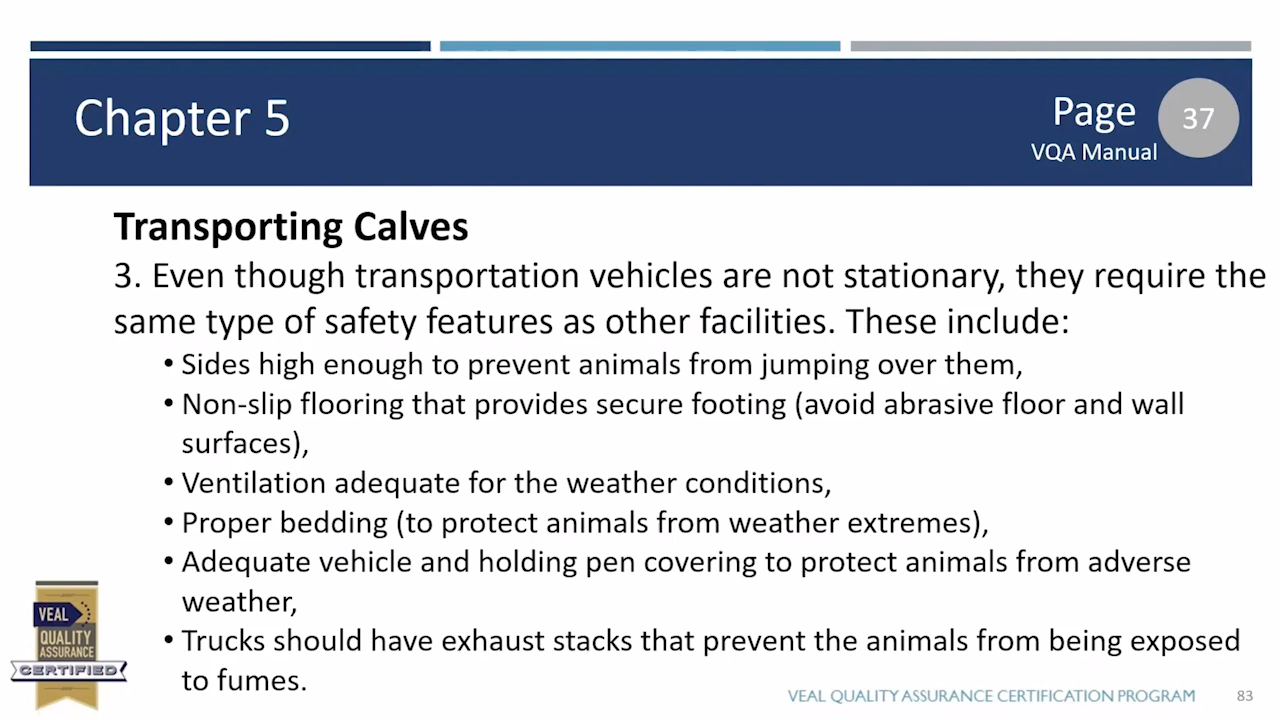 Chapter 5
Page
37
VQA Manual
Transporting Calves
3. Even though transportation vehicles are not stationary, they require the
same type of safety features as other facilities. These include:
• Sides high enough to prevent animals from jumping over them,
• Non-slip flooring that provides secure footing (avoid abrasive floor and wall
surfaces),
• Ventilation adequate for the weather conditions,
• Proper bedding (to protect animals from weather extremes),
• Adequate vehicle and holding pen covering to protect animals from adverse
weather,
• Trucks should have exhaust stacks that prevent the animals from being exposed
to fumes.
VEAL
QUALITY
ASSURANCE
CERTIFIED
VEAL QUALITY ASSURANCE CERTIFICATION PROGRAM
83